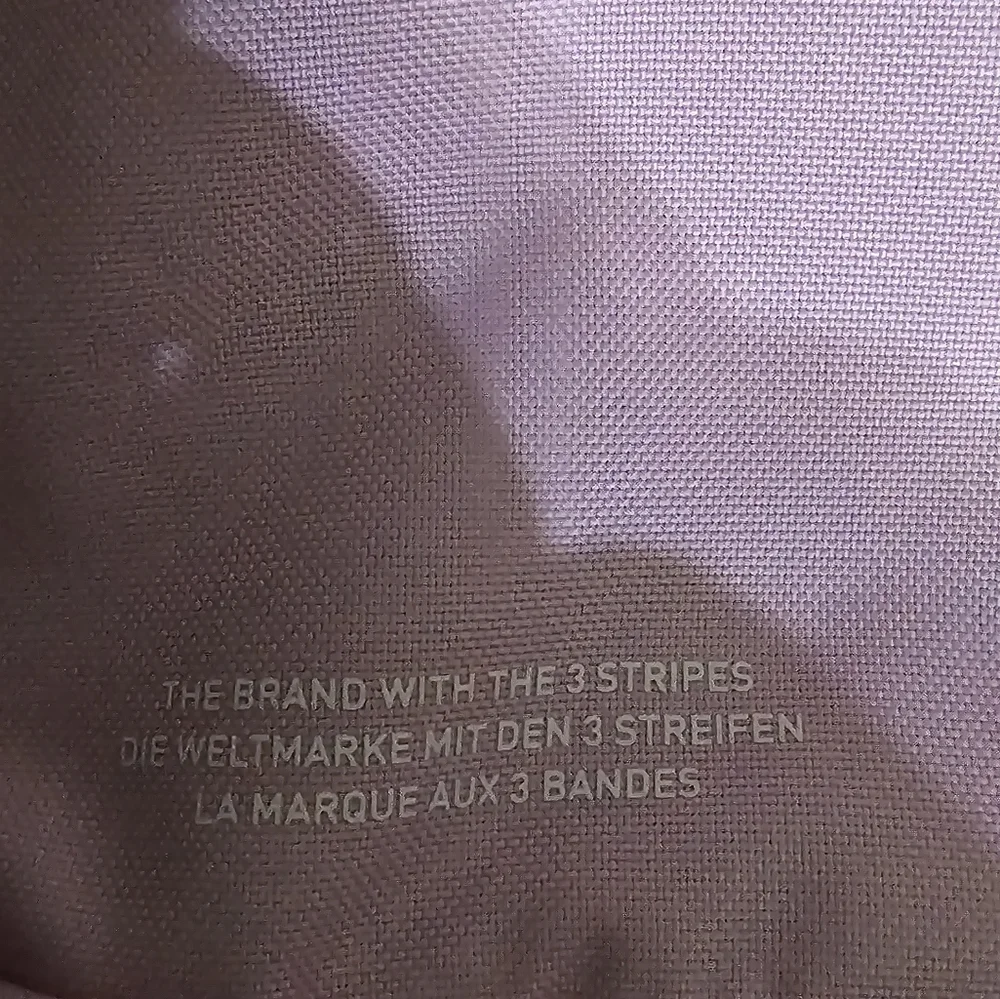 THE BRAND WITH THE 3 STRIPES
DIE WELTMARKE MIT DEN 3 STREIFEN
LA MARQUE AUX 3 BANDES